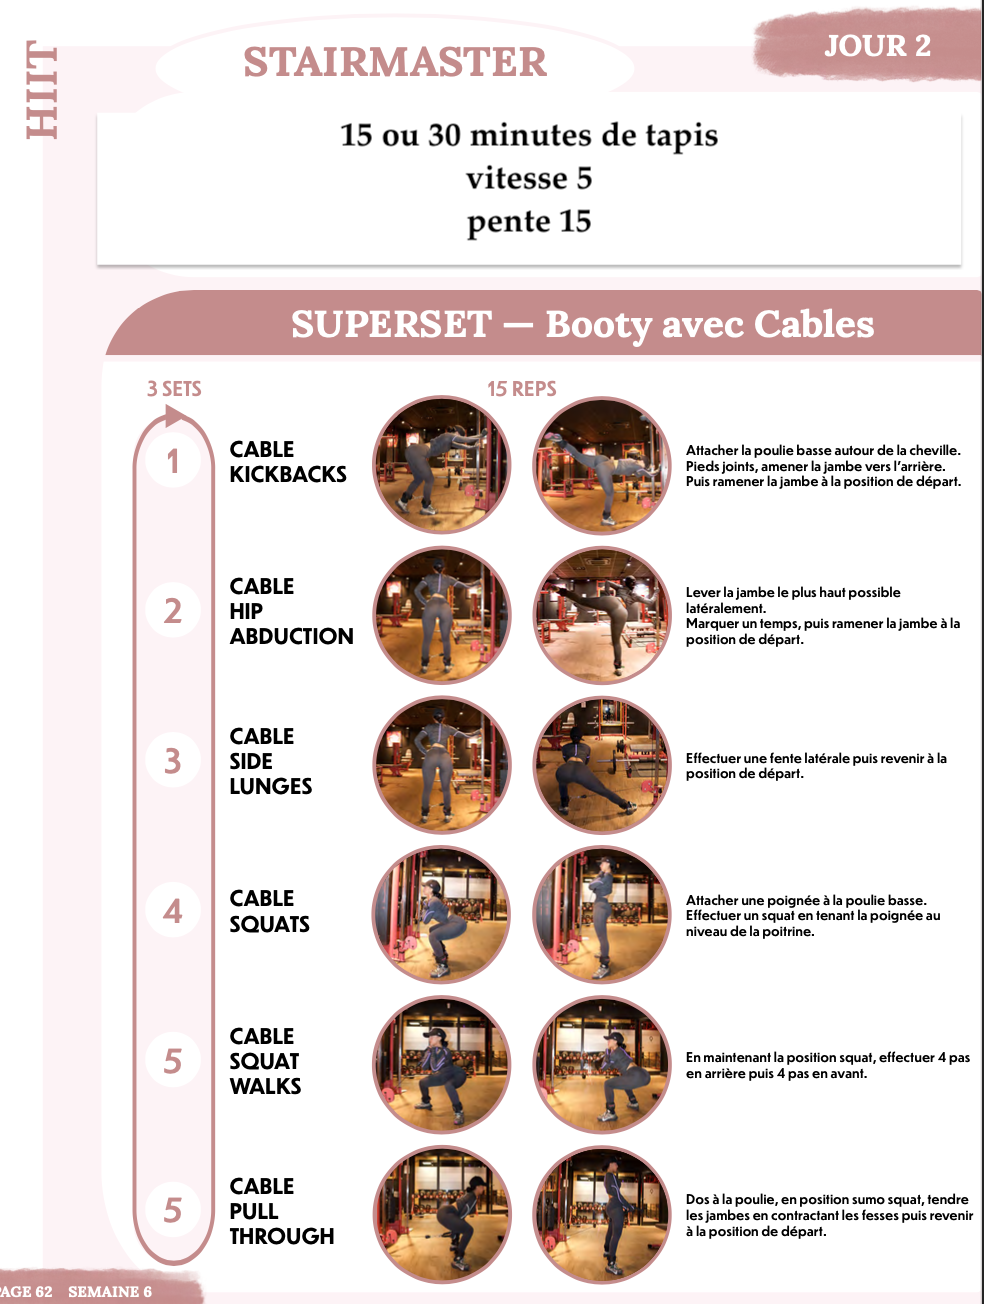 HIIT
STAIRMASTER
JOUR 2
15 ou 30 minutes de tapis
vitesse 5
pente 15
SUPERSET — Booty avec Cables
3 SETS
15 REPS
1
CABLE
KICKBACKS
Attacher la poulie basse autour de la cheville.
Pieds joints, amener la jambe vers l'arrière.
Puis ramener la jambe à la position de départ.
2
CABLE
HIP
ABDUCTION
Lever la jambe le plus haut possible
latéralement.
Marquer un temps, puis ramener la jambe à la
position de départ.
3
CABLE
SIDE
LUNGES
Effectuer une fente latérale puis revenir à la
position de départ.
4
CABLE
SQUATS
Attacher une poignée à la poulie basse.
Effectuer un squat en tenant la poignée au
niveau de la poitrine.
5
CABLE
SQUAT
WALKS
En maintenant la position squat, effectuer 4 pas
en arrière puis 4 pas en avant.
5
CABLE
PULL
THROUGH
Dos à la poulie, en position sumo squat, tendre
les jambes en contractant les fesses puis revenir
à la position de départ.
PAGE 62 SEMAINE 6